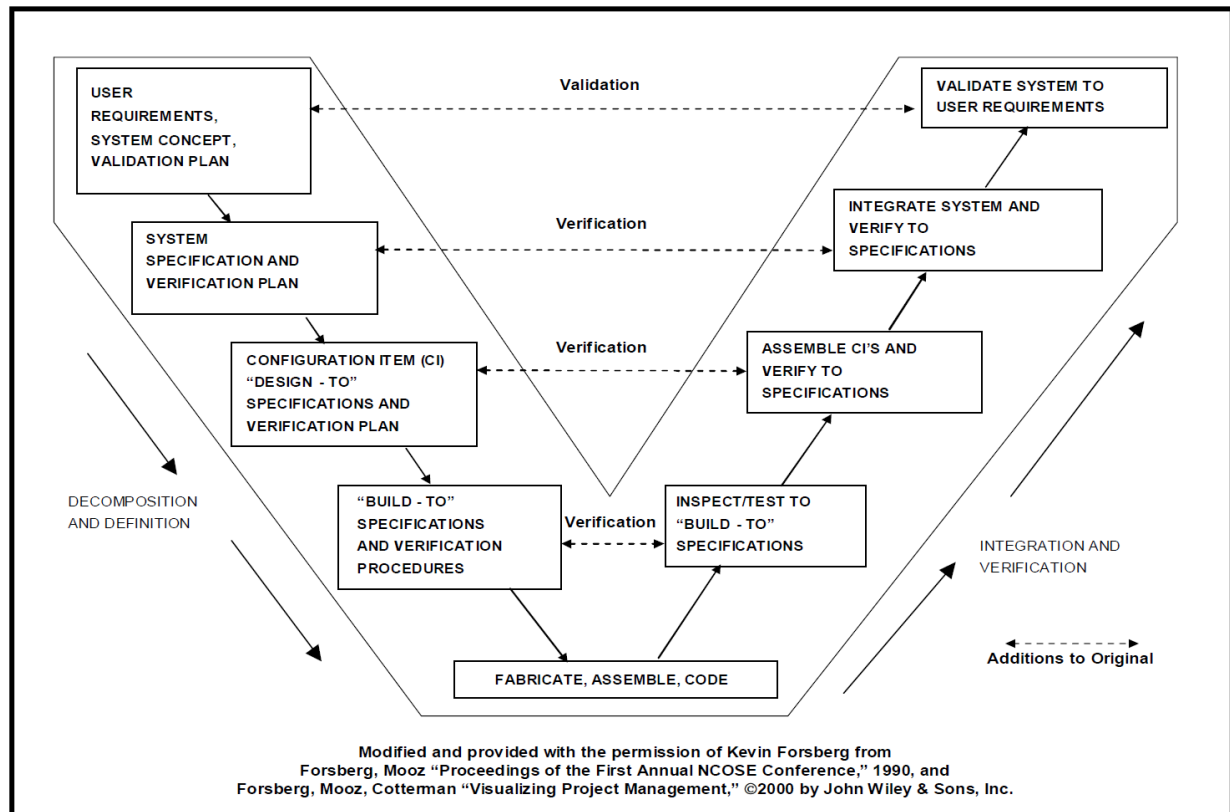 USER
REQUIREMENTS,
SYSTEM CONCEPT,
VALIDATION PLAN
Validation
VALIDATE SYSTEM TO
USER REQUIREMENTS
SYSTEM
SPECIFICATION AND
VERIFICATION PLAN
Verification
INTEGRATE SYSTEM AND
VERIFY TO
SPECIFICATIONS
CONFIGURATION ITEM (CI)
“DESIGN - TO”
SPECIFICATIONS AND
VERIFICATION PLAN
Verification
ASSEMBLE CI’S AND
VERIFY TO
SPECIFICATIONS
DECOMPOSITION
AND DEFINITION
“BUILD - TO”
SPECIFICATIONS
AND VERIFICATION
PROCEDURES
Verification
INSPECT/TEST TO
“BUILD - TO”
SPECIFICATIONS
INTEGRATION AND
VERIFICATION
FABRICATE, ASSEMBLE, CODE
Additions to Original
Modified and provided with the permission of Kevin Forsberg from
Forsberg, Mooz “Proceedings of the First Annual NCOSE Conference,” 1990, and
Forsberg, Mooz, Cotterman “Visualizing Project Management,” ©2000 by John Wiley & Sons, Inc.